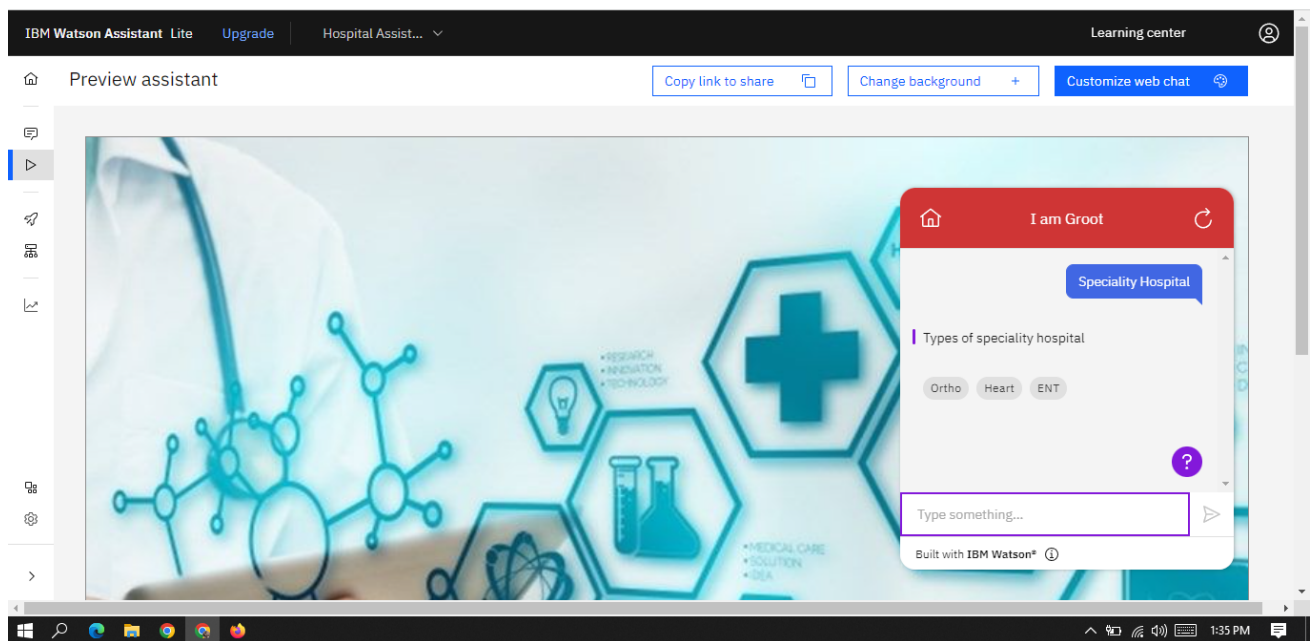 IBM Watson Assistant Lite Upgrade Hospital Assist... Learning center
Preview assistant Copy link to share Change background + Customize web chat
I am Groot
Speciality Hospital
• RESEARCH
• INNOVATION
• TECHNOLOGY
Types of speciality hospital
Ortho Heart ENT
?
Type something...
• MEDICAL CARE
• SOLUTION
• IDEA
Built with IBM Watson®
1:35 PM